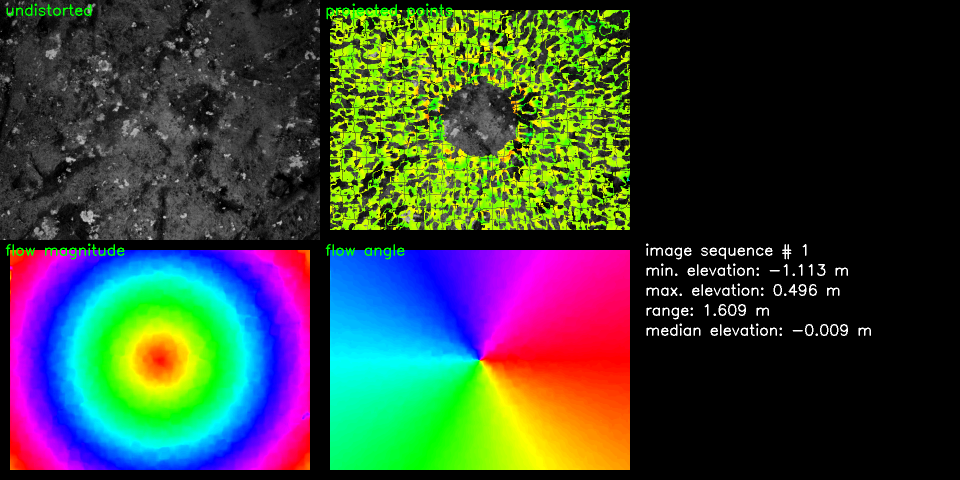 undistorted
projected points
flow magnitude
flow angle
image sequence # 1
min. elevation: −1.113 m
max. elevation: 0.496 m
range: 1.609 m
median elevation: −0.009 m